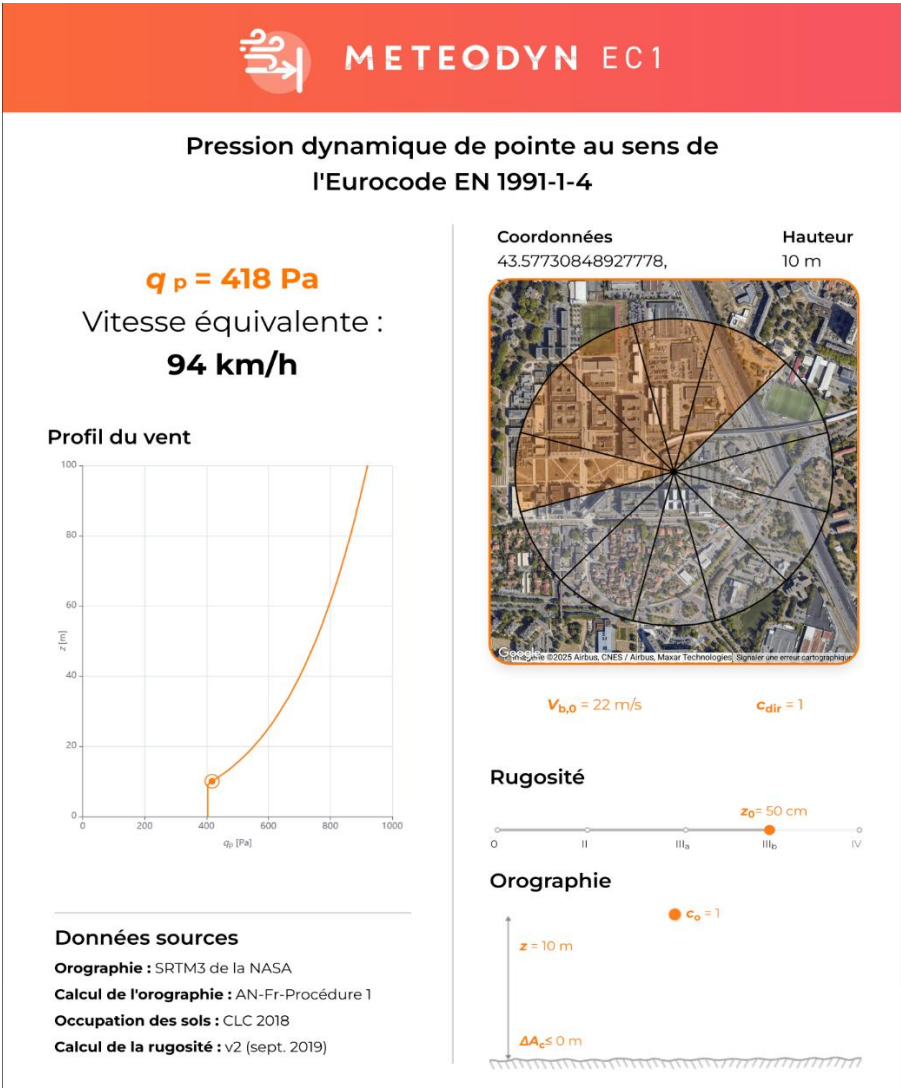 METEODYN EC1
Pression dynamique de pointe au sens de
l'Eurocode EN 1991-1-4
q p = 418 Pa
Vitesse équivalente :
94 km/h
Profil du vent
100
80
60
40
20
0
z [m]
0 200 400 600 800 1000
qp [Pa]
Données sources
Orographie : SRTM3 de la NASA
Calcul de l'orographie : AN-Fr-Procédure 1
Occupation des sols : CLC 2018
Calcul de la rugosité : v2 (sept. 2019)
Coordonnées
43.57730848927778,
Hauteur
10 m
Google
©2025 Airbus, CNES / Airbus, Maxar Technologies
Signaler une erreur cartographique
Vb,0 = 22 m/s
cdir = 1
Rugosité
z0= 50 cm
0 II IIIa IIIb IV
Orographie
co = 1
z = 10 m
ΔAc≤ 0 m